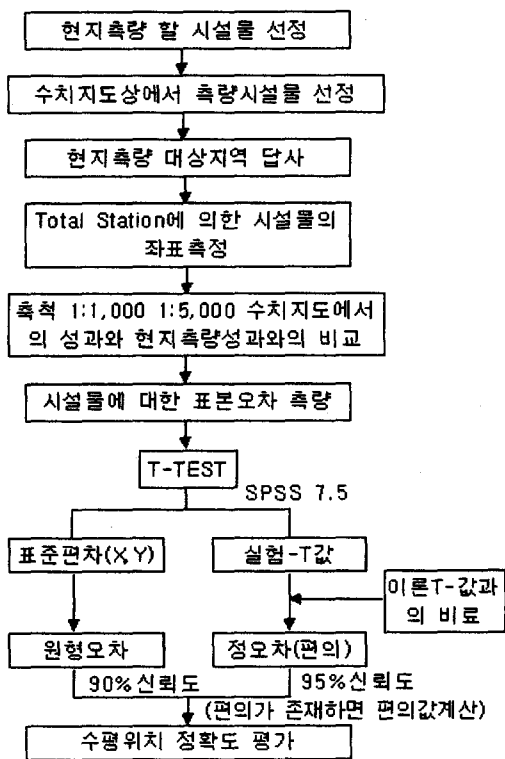 현지측량 할 시설물 선정
수치지도상에서 측량시설물 선정
현지측량 대상지역 답사
Total Station에 의한 시설물의
좌표측정
축척 1:1,000 1:5,000 수치지도에서
의 성과와 현지측량성과와의 비교
시설물에 대한 표본오차 측량
T-TEST
SPSS 7.5
표준편차(X,Y)
실험-T값
이론T-값과
의 비료
원형오차
정오차(편의)
90%신뢰도
95%신뢰도
(편의가 존재하면 편의값계산)
수평위치 정확도 평가